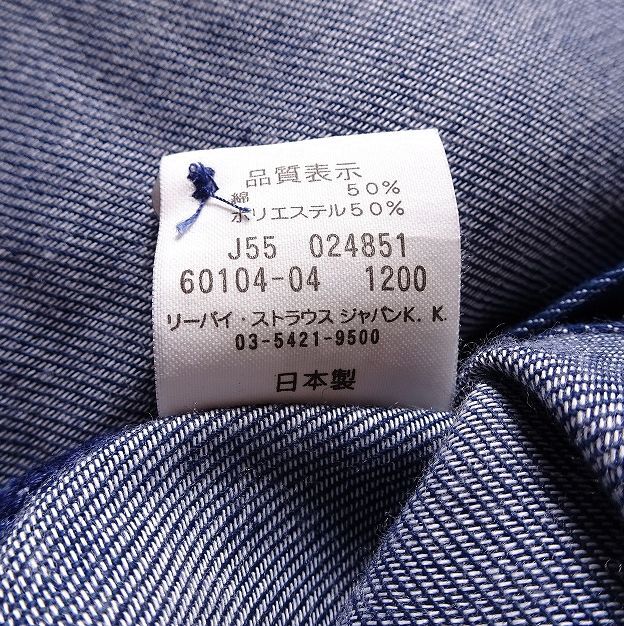 品質表示
綿 50%
ポリエステル50%
J55 024851
60104-04 1200
リーバイ・ストラウス ジャパンK. K.
03-5421-9500
日本製